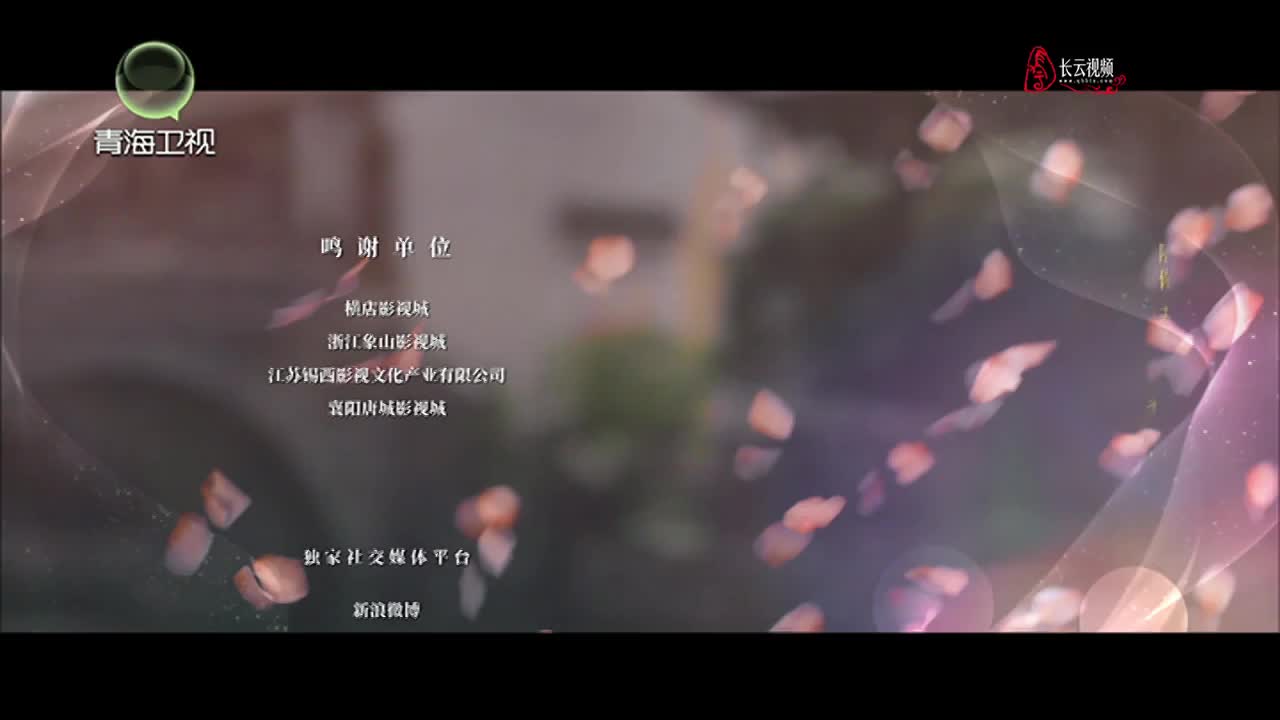 青海卫视
长云视频
鸣谢单位
横店影视城
浙江象山影视城
江苏锡西影视文化产业有限公司
襄阳唐城影视城
独家社交媒体平台
新浪微博